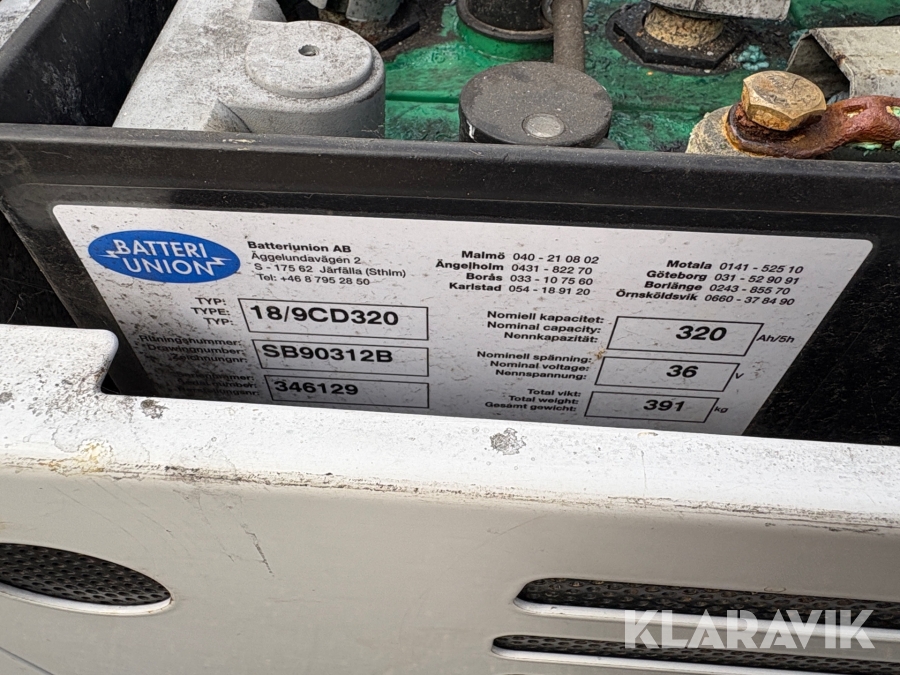 BATTERI
UNION
Batteriunion AB
Äggelundavägen 2
S - 175 62 Järfälla (Sthlm)
Tel: +46 8 795 28 50
Malmö 040 - 21 08 02
Ängelholm 0431 - 822 70
Borås 033 - 10 75 60
Karlstad 054 - 18 91 20
Motala 0141 - 525 10
Göteborg 031 - 52 90 91
Borlänge 0243 - 855 70
Örnsköldsvik 0660 - 37 84 90
TYP:
TYPE:
TYP:
18/9CD320
Ritningsnummer:
Drawingnumber:
Zeichnungnr:
SB90312B
346129
Nomiell kapacitet:
Nominal capacity:
Nennkapazität:
320 Ah/5h
Nominell spänning:
Nominal voltage:
Nennspannung:
36 V
Total vikt:
Total weight:
Gesamt gewicht:
391 kg
KLARAVIK